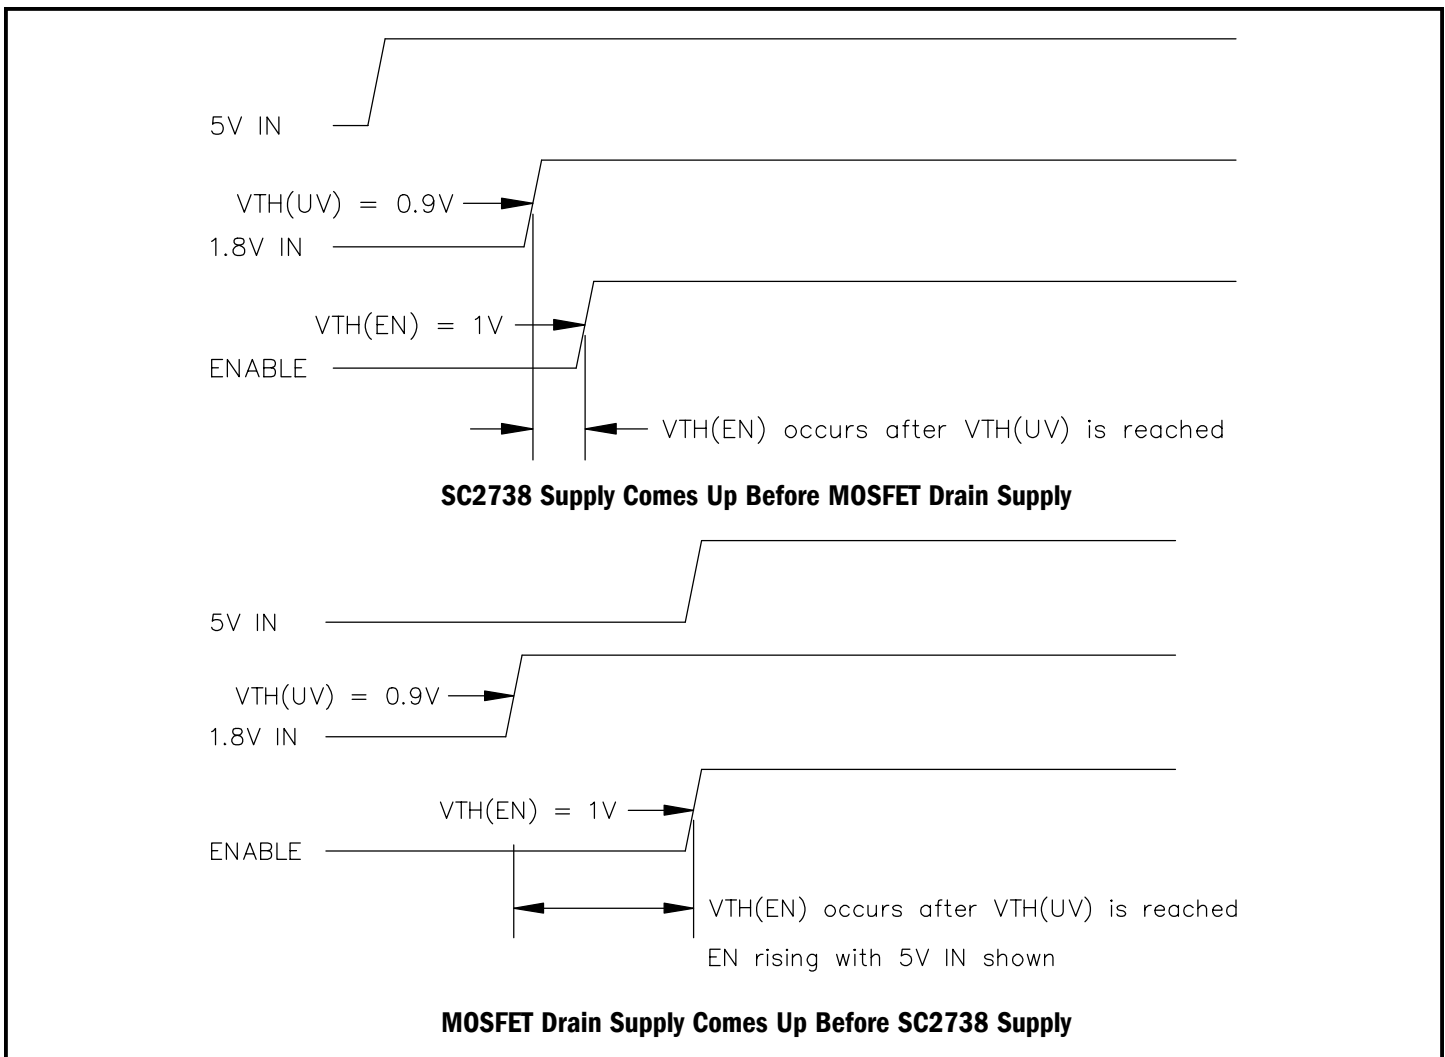 5V IN
VTH(UV) = 0.9V
1.8V IN
VTH(EN) = 1V
ENABLE
VTH(EN) occurs after VTH(UV) is reached
SC2738 Supply Comes Up Before MOSFET Drain Supply
5V IN
VTH(UV) = 0.9V
1.8V IN
VTH(EN) = 1V
ENABLE
VTH(EN) occurs after VTH(UV) is reached
EN rising with 5V IN shown
MOSFET Drain Supply Comes Up Before SC2738 Supply